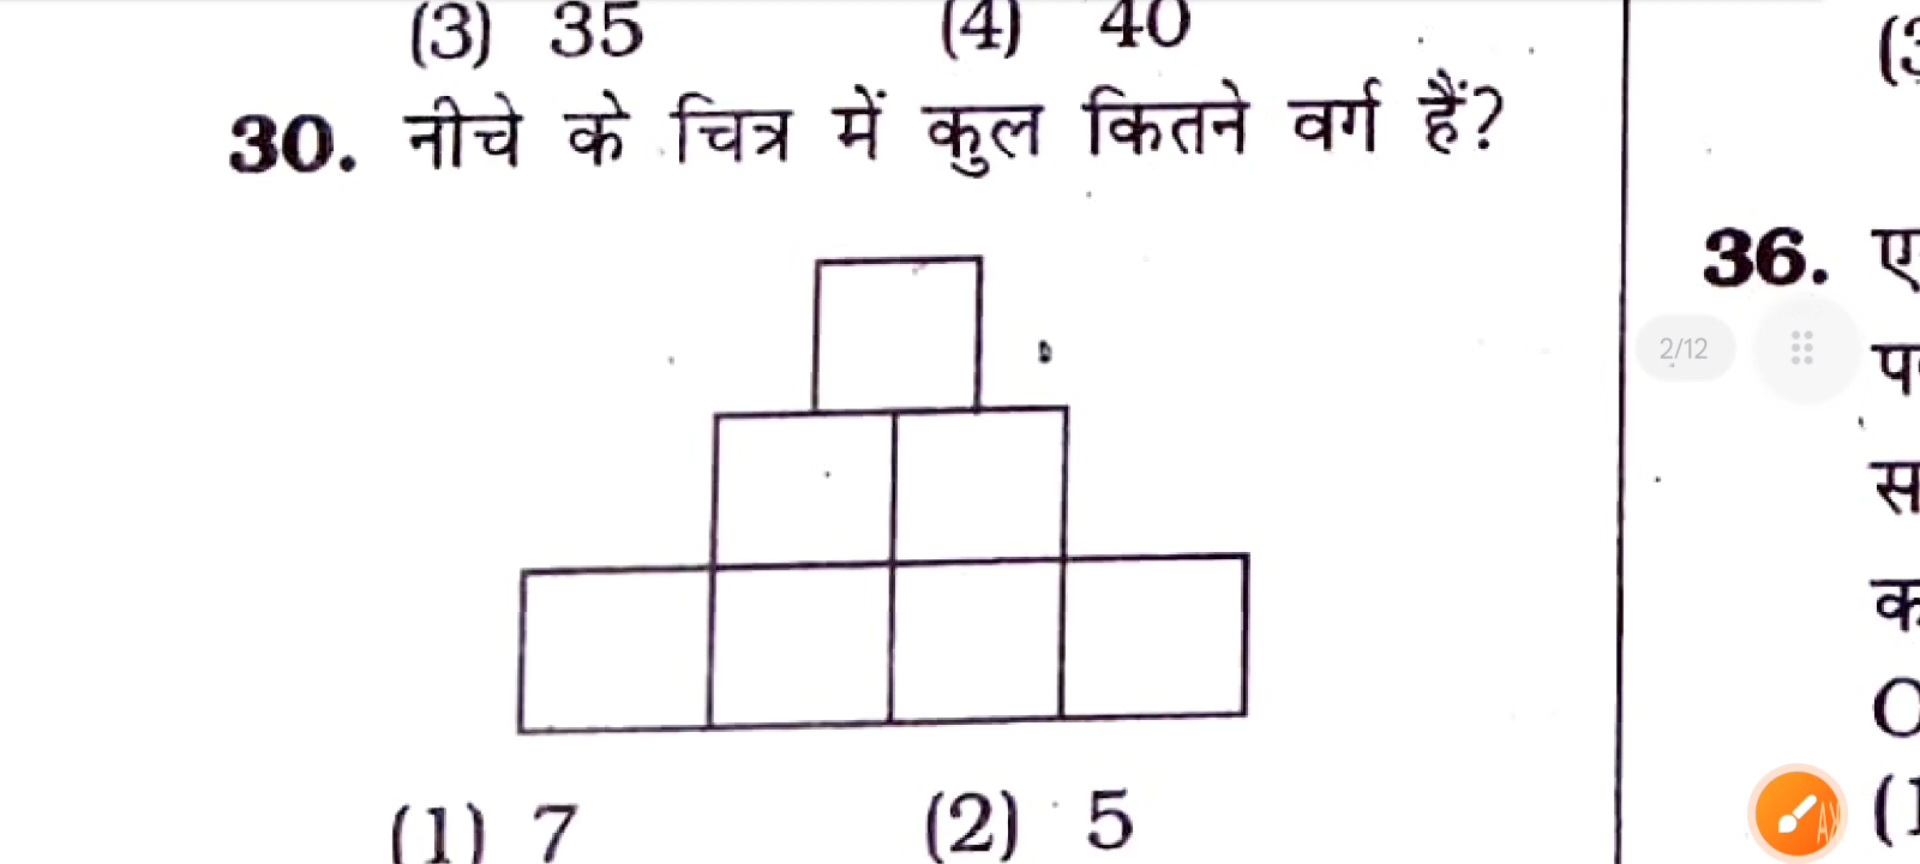 (3) 35 (4) 40
30. नीचे के चित्र में कुल कितने वर्ग हैं?
36.
2/12
(1) 7 (2) 5